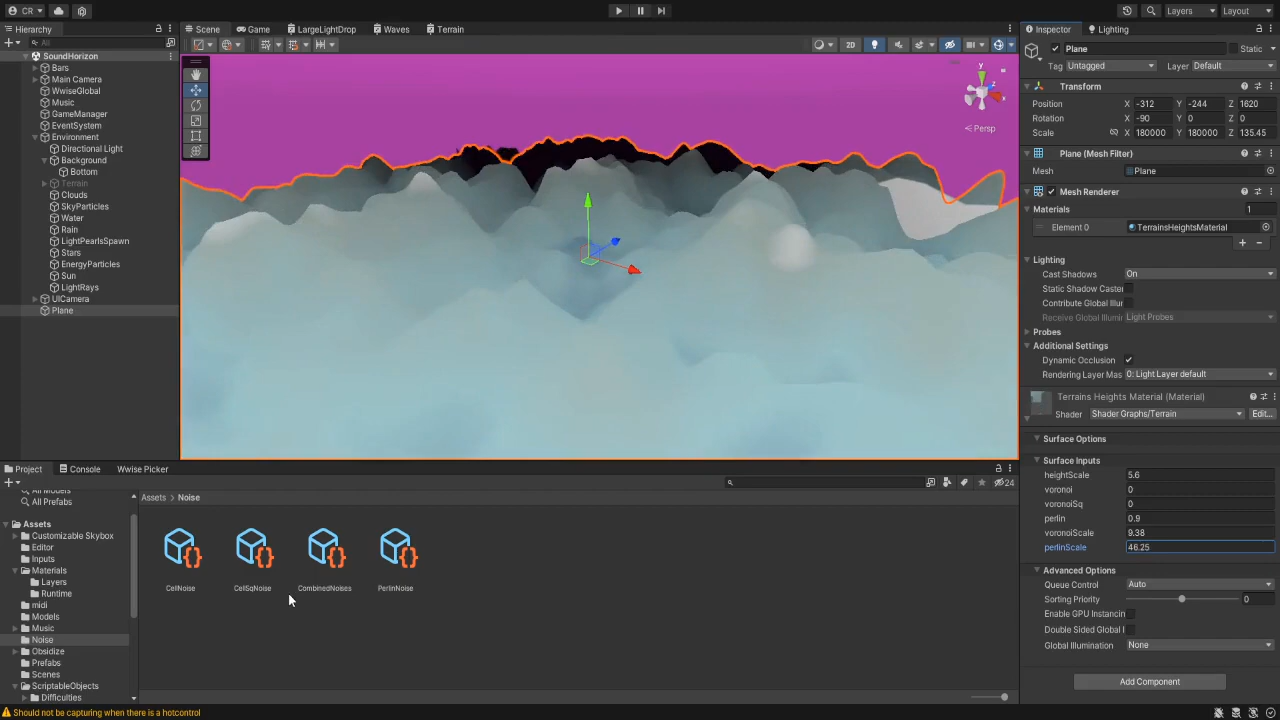 CR
Layers
Layout
Hierarchy
Scene
Game
LargeLightDrop
Waves
Terrain
Inspector
Lighting
All
2D
SoundHorizon
Bars
Main Camera
WwiseGlobal
Music
GameManager
EventSystem
Environment
Directional Light
Background
Bottom
Terrain
Clouds
SkyParticles
Water
Rain
LightPearlsSpawn
Stars
EnergyParticles
Sun
LightRays
UICamera
Plane
y
z
x
Persp
Plane
Static
Tag Untagged Layer Default
Transform
Position X -312 Y -244 Z 1620
Rotation X -90 Y 0 Z 0
Scale X 180000 Y 180000 Z 135.45
Plane (Mesh Filter)
Mesh Plane
Mesh Renderer
Materials 1
Element 0 TerrainsHeightsMaterial
Lighting
Cast Shadows On
Static Shadow Caster
Contribute Global Illur
Receive Global Illumii Light Probes
Probes
Additional Settings
Dynamic Occlusion
Rendering Layer Mas 0: Light Layer default
Terrains Heights Material (Material)
Shader Shader Graphs/Terrain Edit...
Surface Options
Surface Inputs
heightScale 5.6
voronoi 0
voronoiSq 0
perlin 0.9
voronoiScale 9.38
perlinScale 46.25
Advanced Options
Queue Control Auto
Sorting Priority 0
Enable GPU Instancin
Double Sided Global I
Global Illumination None
Add Component
Project
Console
Wwise Picker
24
All Models
All Prefabs
Assets
Customizable Skybox
Editor
Inputs
Materials
Layers
Runtime
midi
Models
Music
Noise
Obsidize
Prefabs
Scenes
ScriptableObjects
Difficulties
Assets > Noise
CellNoise
CellSqNoise
CombinedNoises
PerlinNoise
Should not be capturing when there is a hotcontrol